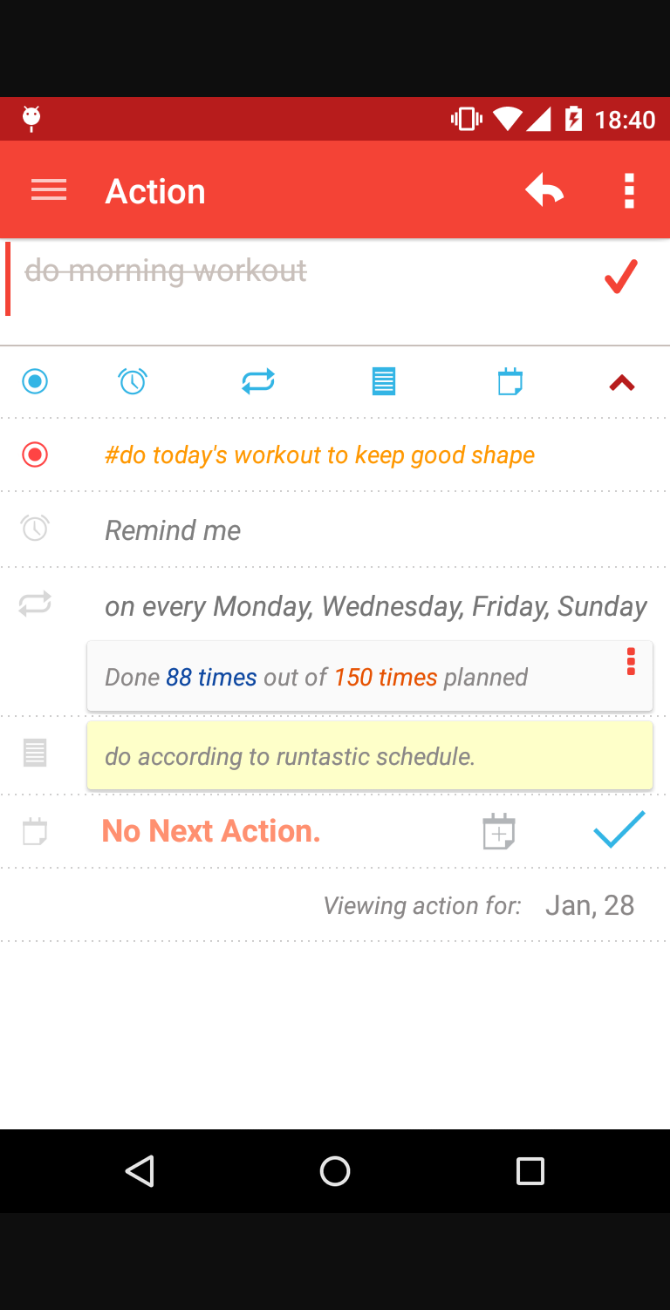 18:40
Action
do morning workout
#do today's workout to keep good shape
Remind me
on every Monday, Wednesday, Friday, Sunday
Done 88 times out of 150 times planned
do according to runtastic schedule.
No Next Action.
Viewing action for: Jan, 28